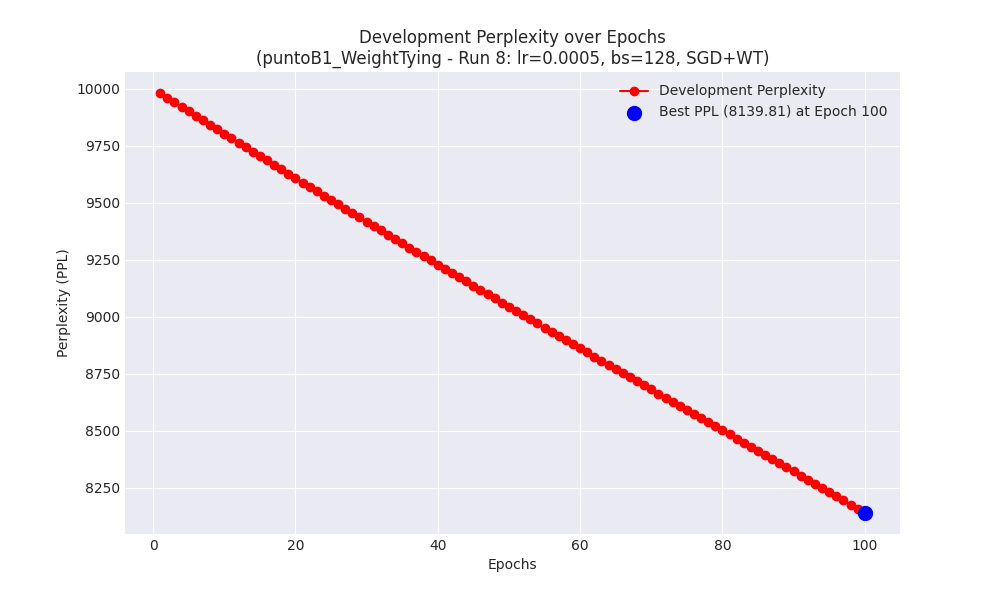 Development Perplexity over Epochs
(puntoB1_WeightTying - Run 8: lr=0.0005, bs=128, SGD+WT)
Development Perplexity
Best PPL (8139.81) at Epoch 100
Perplexity (PPL)
10000
9750
9500
9250
9000
8750
8500
8250
0 20 40 60 80 100
Epochs